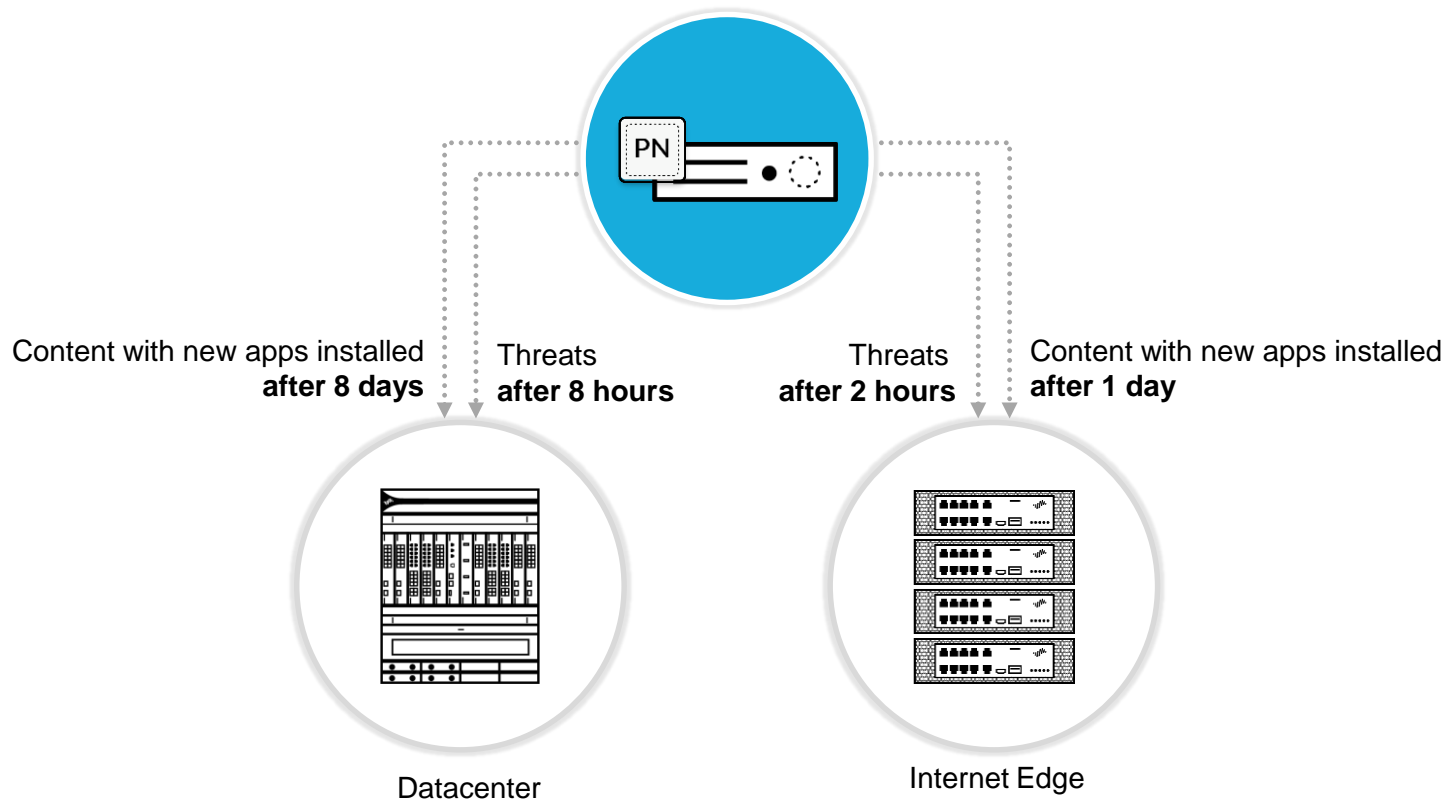 PN
Content with new apps installed
after 8 days
Threats
after 8 hours
Threats
after 2 hours
Content with new apps installed
after 1 day
Datacenter
Internet Edge